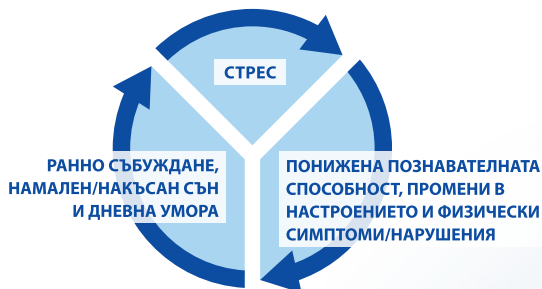 СТРЕС
РАННО СЪБУЖДАНЕ,
НАМАЛЕН/НАКЪСАН СЪН
И ДНЕВНА УМОРА
ПОНИЖЕНА ПОЗНАВАТЕЛНАТА
СПОСОБНОСТ, ПРОМЕНИ В
НАСТРОЕНИЕТО И ФИЗИЧЕСКИ
СИМПТОМИ/НАРУШЕНИЯ